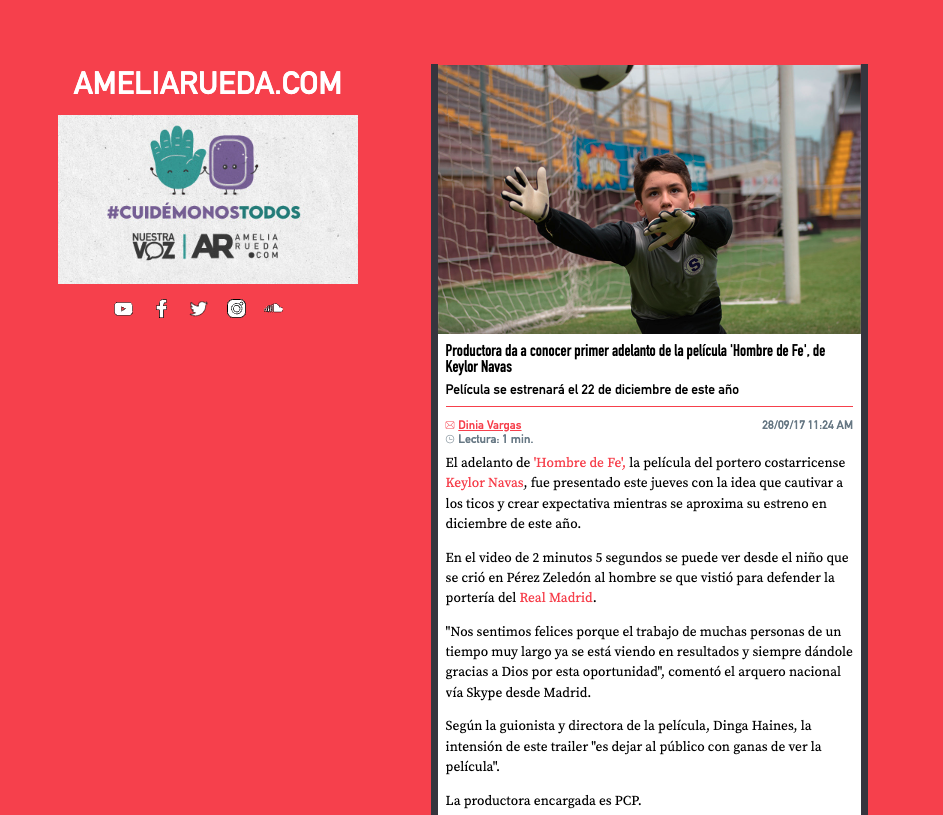 AMELIARUEDA.COM
#CUIDÉMONOSTODOS
NUESTRA
VOZ
AR
AMELIA
RUEDA
.COM
Productora da a conocer primer adelanto de la película 'Hombre de Fe', de
Keylor Navas
Película se estrenará el 22 de diciembre de este año
Dinia Vargas
28/09/17 11:24 AM
Lectura: 1 min.
El adelanto de 'Hombre de Fe', la película del portero costarricense
Keylor Navas, fue presentado este jueves con la idea que cautivar a
los ticos y crear expectativa mientras se aproxima su estreno en
diciembre de este año.
En el video de 2 minutos 5 segundos se puede ver desde el niño que
se crió en Pérez Zeledón al hombre se que vistió para defender la
portería del Real Madrid.
"Nos sentimos felices porque el trabajo de muchas personas de un
tiempo muy largo ya se está viendo en resultados y siempre dándole
gracias a Dios por esta oportunidad", comentó el arquero nacional
vía Skype desde Madrid.
Según la guionista y directora de la película, Dinga Haines, la
intensión de este trailer "es dejar al público con ganas de ver la
película".
La productora encargada es PCP.